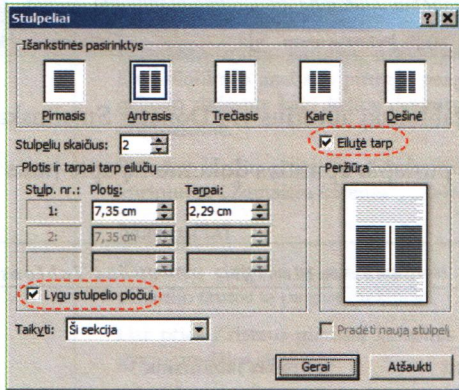 Stulpeliai
Išankstinės pasirinktys
Pirmasis Antrasis Trečiasis Kairė Dešinė
Stulpelių skaičius: 2
Eilutė tarp
Plotis ir tarpai tarp eilučių
Peržiūra
Stulp. nr.: Plotis: Tarpai:
1: 7,35 cm 2,29 cm
2: 7,35 cm
Lygu stulpelio pločiui
Taikyti: Ši sekcija
Pradėti naują stulpelį
Gerai Atšaukti